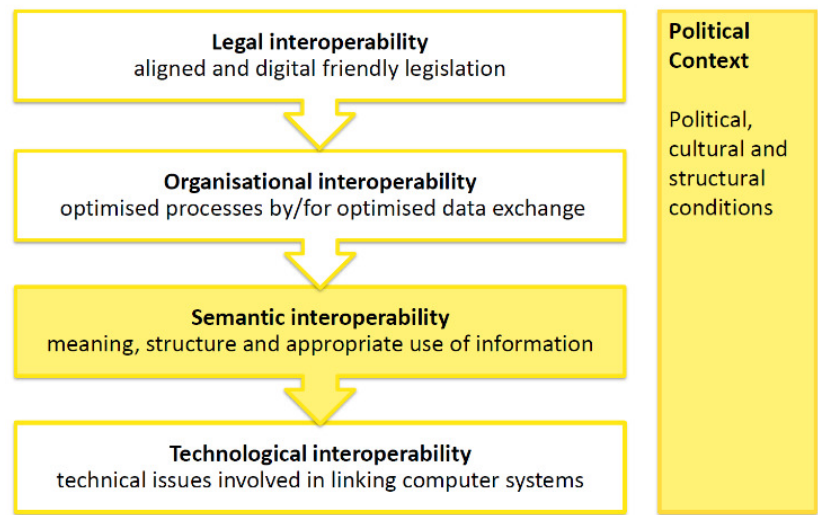 Legal interoperability
aligned and digital friendly legislation
Organisational interoperability
optimised processes by/for optimised data exchange
Semantic interoperability
meaning, structure and appropriate use of information
Technological interoperability
technical issues involved in linking computer systems
Political
Context
Political,
cultural and
structural
conditions